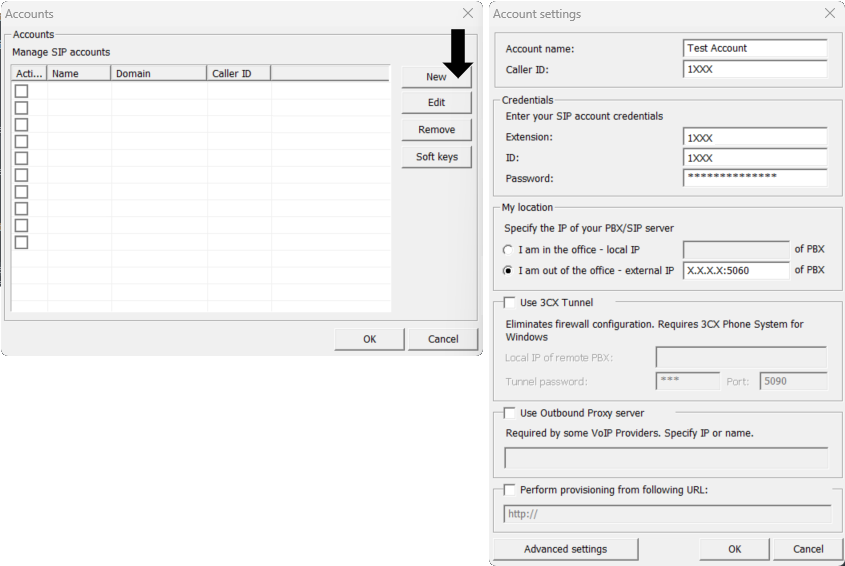 Accounts
Accounts
Manage SIP accounts
Acti... Name Domain Caller ID
New
Edit
Remove
Soft keys
OK Cancel
Account settings
Account name: Test Account
Caller ID: 1XXX
Credentials
Enter your SIP account credentials
Extension: 1XXX
ID: 1XXX
Password: **************
My location
Specify the IP of your PBX/SIP server
I am in the office - local IP of PBX
I am out of the office - external IP X.X.X.X:5060 of PBX
Use 3CX Tunnel
Eliminates firewall configuration. Requires 3CX Phone System for
Windows
Local IP of remote PBX:
Tunnel password: *** Port: 5090
Use Outbound Proxy server
Required by some VoIP Providers. Specify IP or name.
Perform provisioning from following URL:
http://
Advanced settings OK Cancel